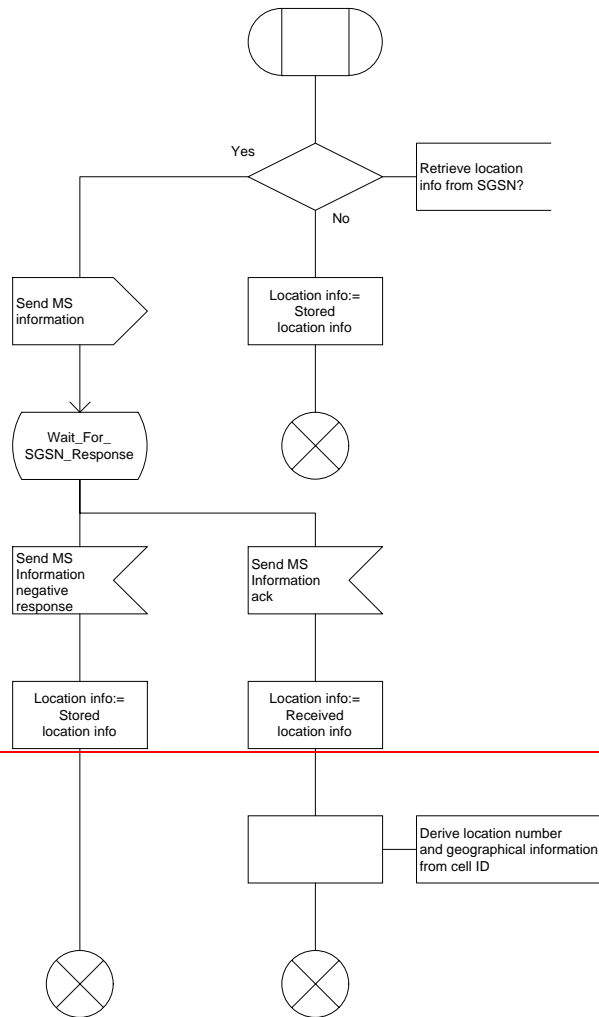 Yes
Retrieve location
info from SGSN?
No
Send MS
information
Location info:=
Stored
location info
Wait_For_
SGSN_Response
Send MS
Information
negative
response
Send MS
Information
ack
Location info:=
Stored
location info
Location info:=
Received
location info
Derive location number
and geographical information
from cell ID